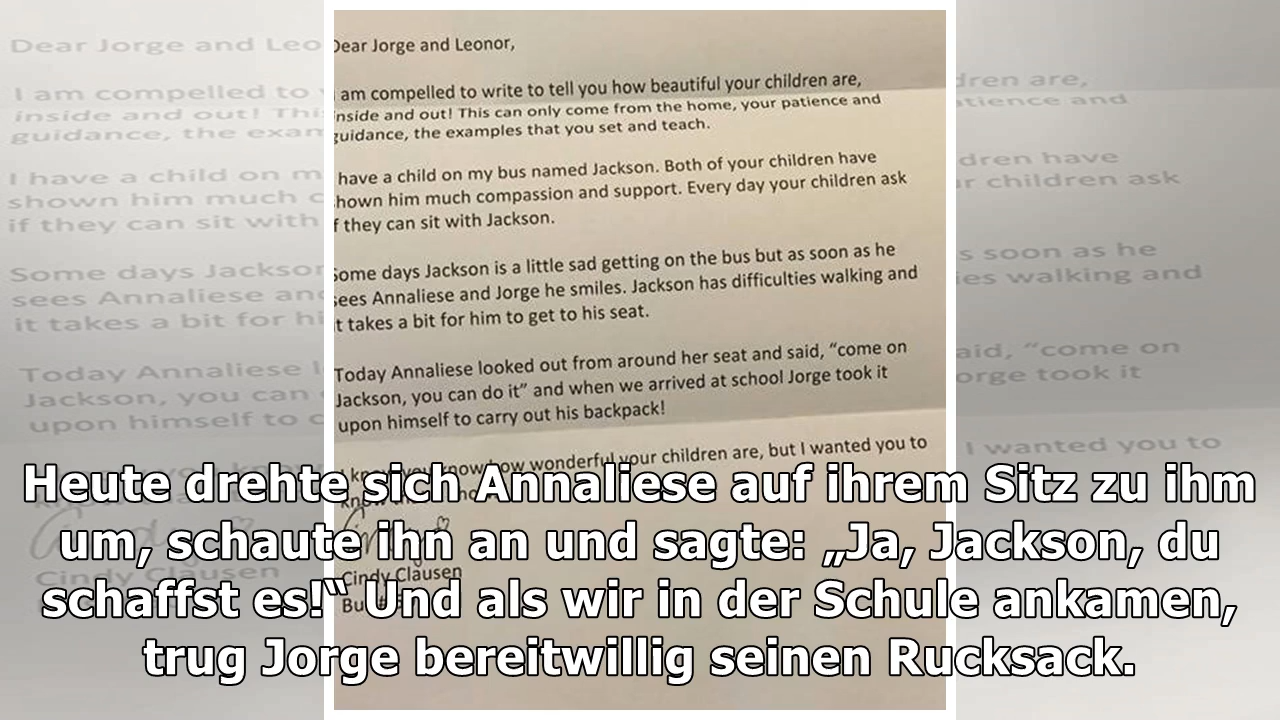 Dear Jorge and Leonor,
I am compelled to write to tell you how beautiful your children are,
inside and out! This can only come from the home, your patience and
guidance, the examples that you set and teach.
I have a child on my bus named Jackson. Both of your children have
shown him much compassion and support. Every day your children ask
if they can sit with Jackson.
Some days Jackson is a little sad getting on the bus but as soon as he
sees Annaliese and Jorge he smiles. Jackson has difficulties walking and
it takes a bit for him to get to his seat.
Today Annaliese looked out from around her seat and said, “come on
Jackson, you can do it” and when we arrived at school Jorge took it
upon himself to carry out his backpack!
I know you know how wonderful your children are, but I wanted you to
know
Cindy Clausen
Heute drehte sich Annaliese auf ihrem Sitz zu ihm
um, schaute ihn an und sagte: „Ja, Jackson, du
schaffst es!“ Und als wir in der Schule ankamen,
trug Jorge bereitwillig seinen Rucksack.